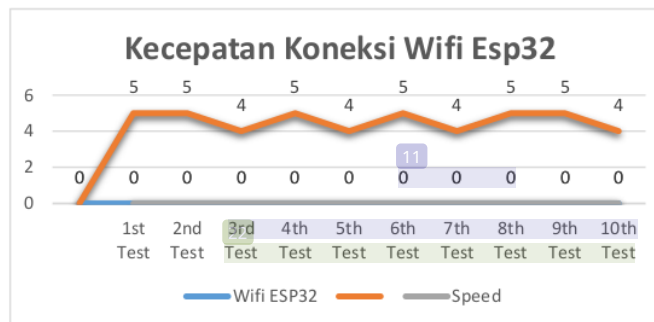 Kecepatan Koneksi Wifi Esp32
5 5 4 5 4 5 4 5 5 4
6
4
2
11
0 0 0 0 0 0 0 0 0 0 0
0
1st Test
2nd Test
3rd Test
4th Test
5th Test
6th Test
7th Test
8th Test
9th Test
10th Test
22
Wifi ESP32
Speed